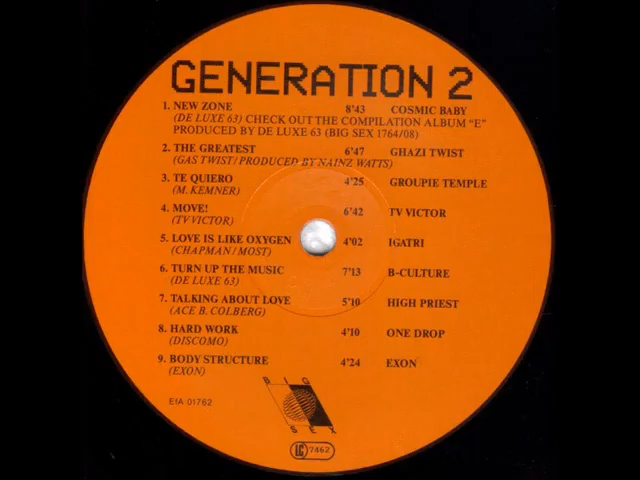 GENERATION 2
1. NEW ZONE 8'43 COSMIC BABY
(DE LUXE 63) CHECK OUT THE COMPILATION ALBUM "E"
PRODUCED BY DE LUXE 63 (BIG SEX 1764/08)
2. THE GREATEST 6'47 GHAZI TWIST
(GAS TWIST/PRODUCED BY NAINZ WATTS)
3. TE QUIERO 4'25 GROUPIE TEMPLE
(M. KEMNER)
4. MOVE! 6'42 TV VICTOR
(TV VICTOR)
5. LOVE IS LIKE OXYGEN 4'02 IGATRI
(CHAPMAN/MOST)
6. TURN UP THE MUSIC 7'13 B-CULTURE
(DE LUXE 63)
7. TALKING ABOUT LOVE 5'10 HIGH PRIEST
(ACE B. COLBERG)
8. HARD WORK 4'10 ONE DROP
(DISCOMO)
9. BODY STRUCTURE 4'24 EXON
(EXON)
BIG
SEX
EfA 01762
LC 7462